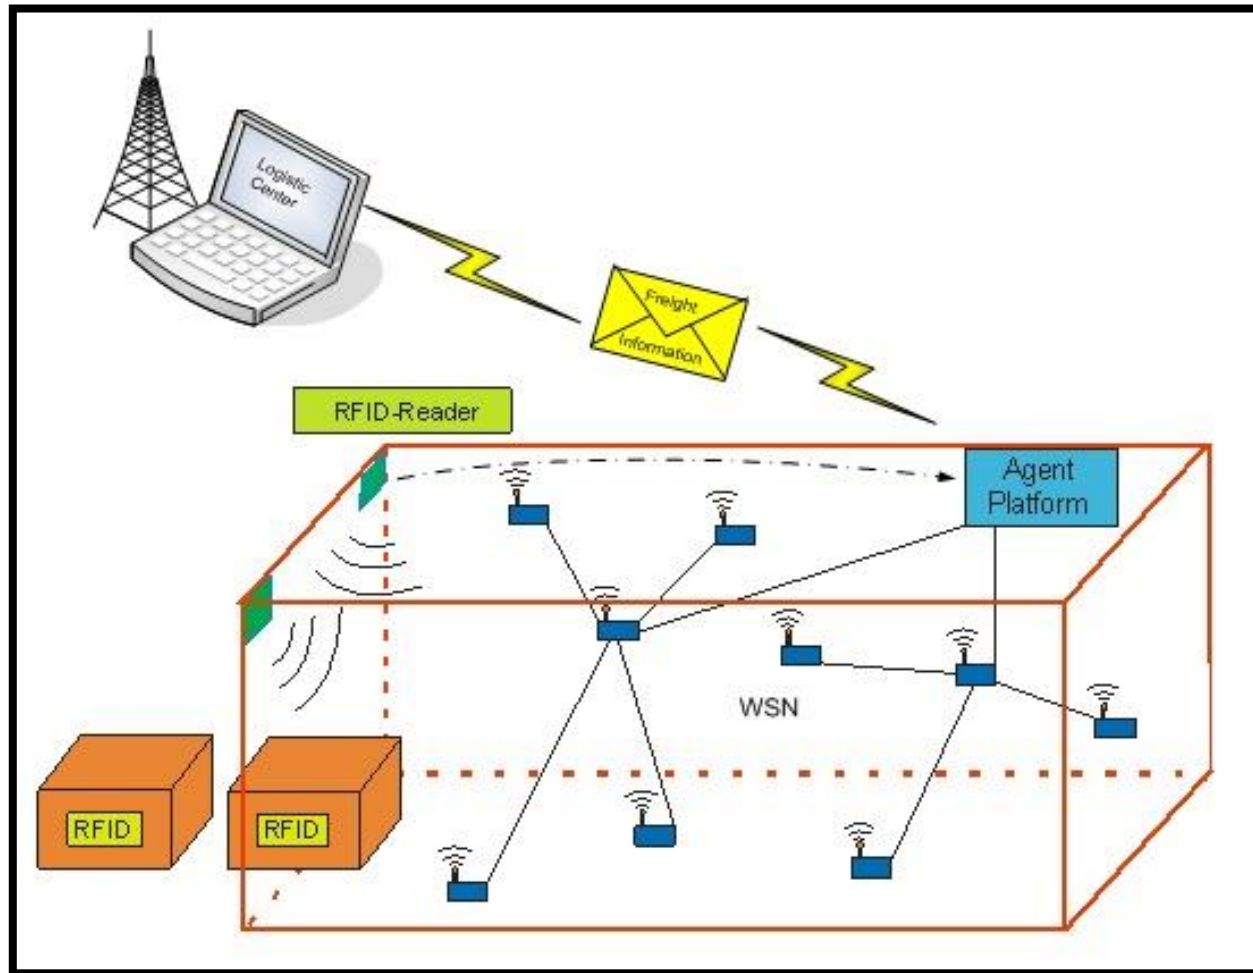 Logistic
Center
Freight
Information
RFID-Reader
Agent
Platform
WSN
RFID
RFID